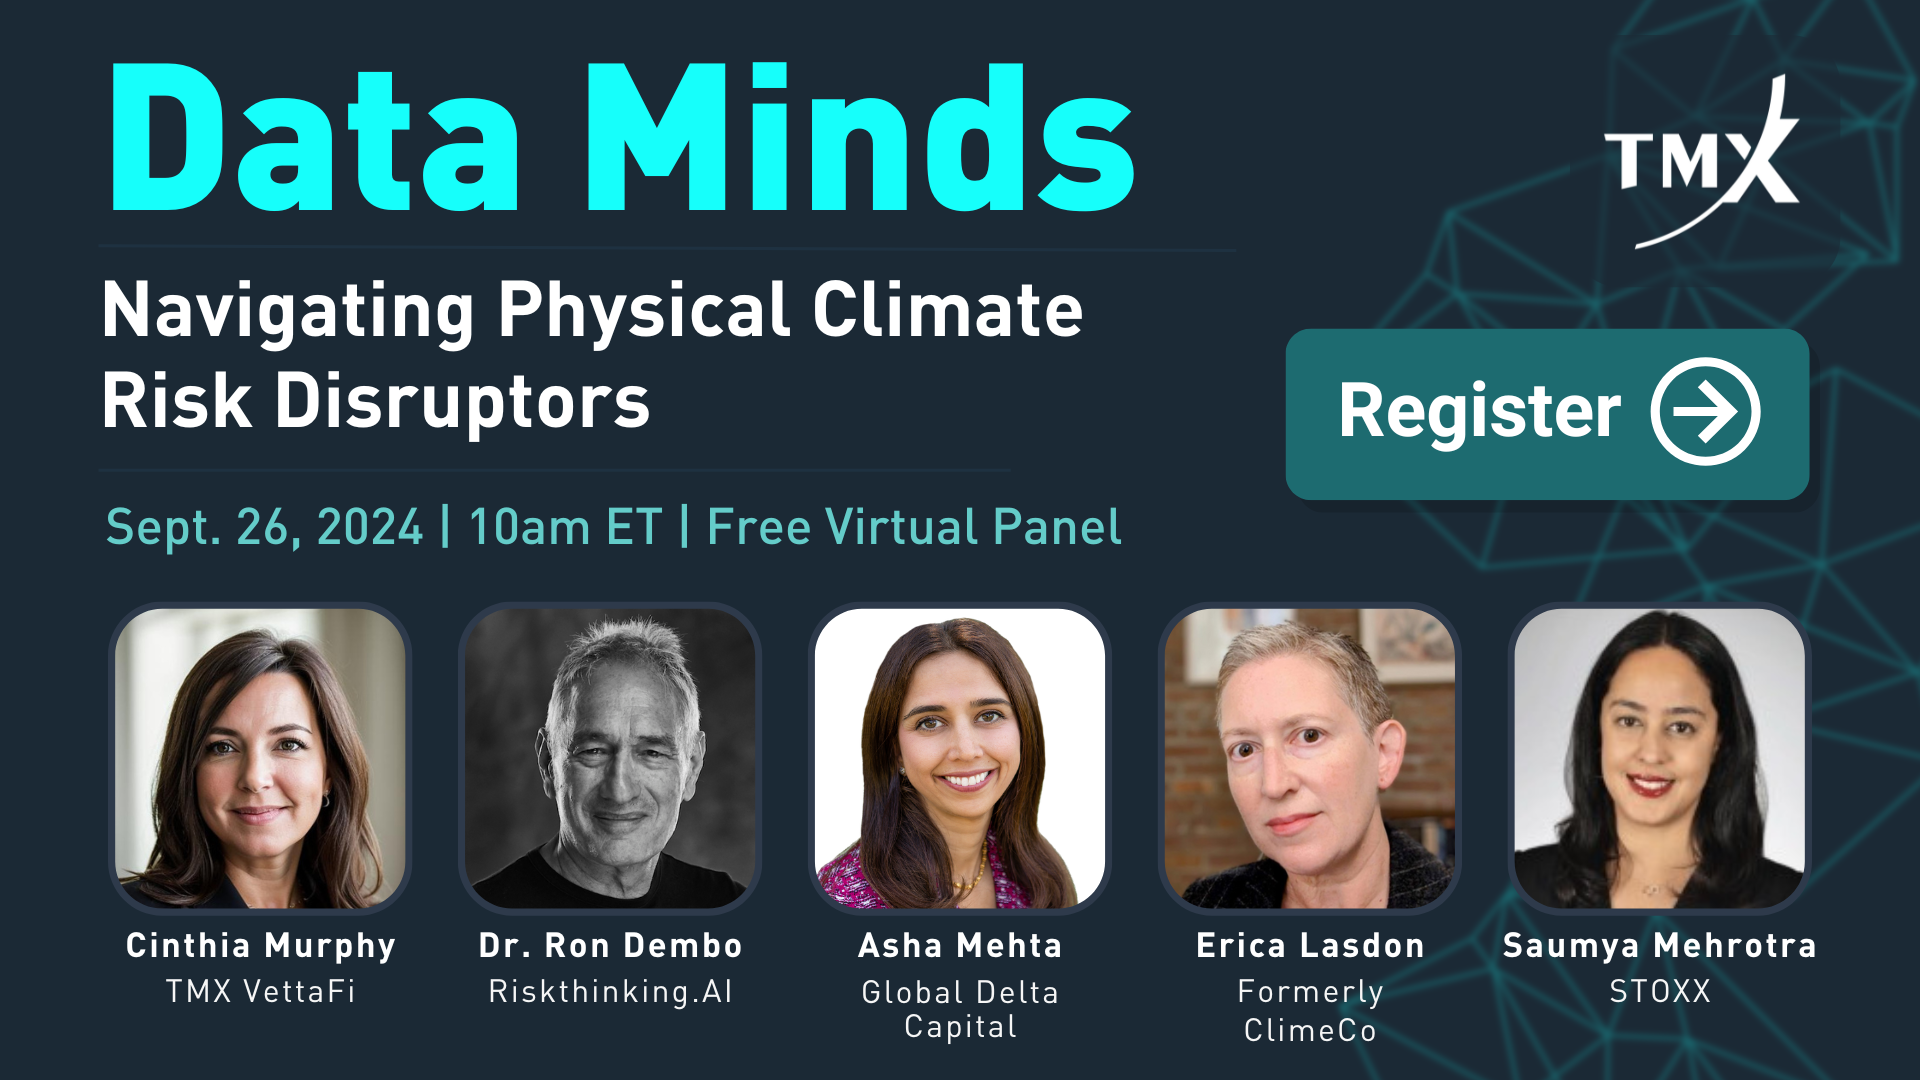 Data Minds
TMX
Navigating Physical Climate
Risk Disruptors
Register
Sept. 26, 2024 | 10am ET | Free Virtual Panel
Cinthia Murphy
TMX VettaFi
Dr. Ron Dembo
Riskthinking.AI
Asha Mehta
Global Delta
Capital
Erica Lasdon
Formerly
ClimeCo
Saumya Mehrotra
STOXX